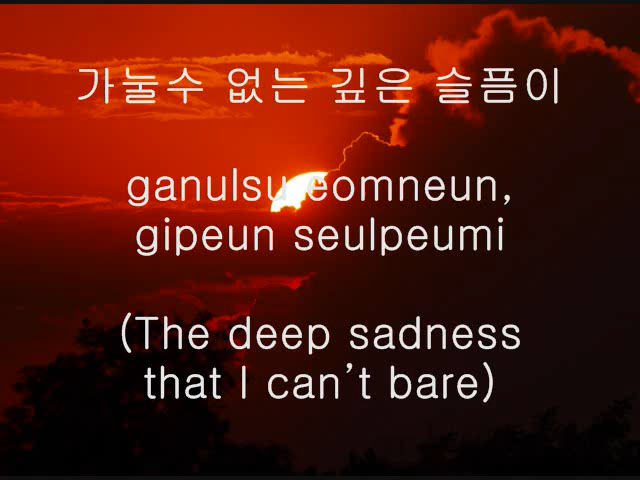 가눌수 없는 깊은 슬픔이
ganulsu eomneun,
gipeun seulpeumi
(The deep sadness
that I can't bare)